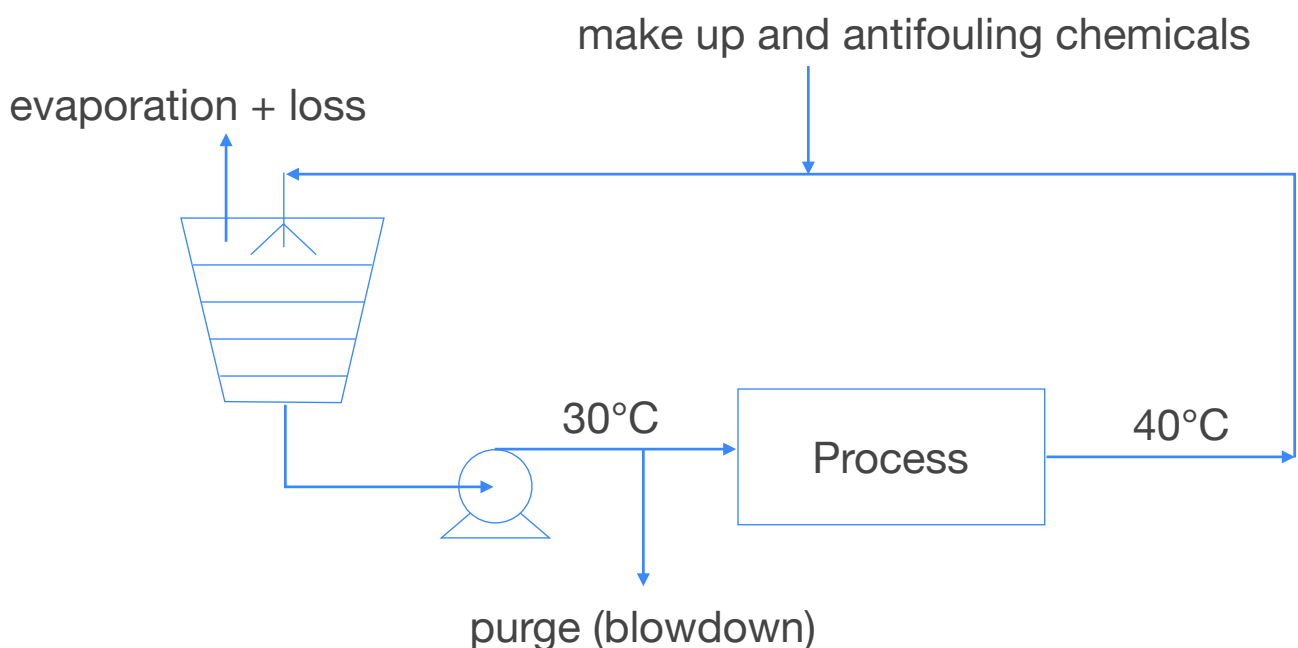 make up and antifouling chemicals
evaporation + loss
30°C
40°C
Process
purge (blowdown)